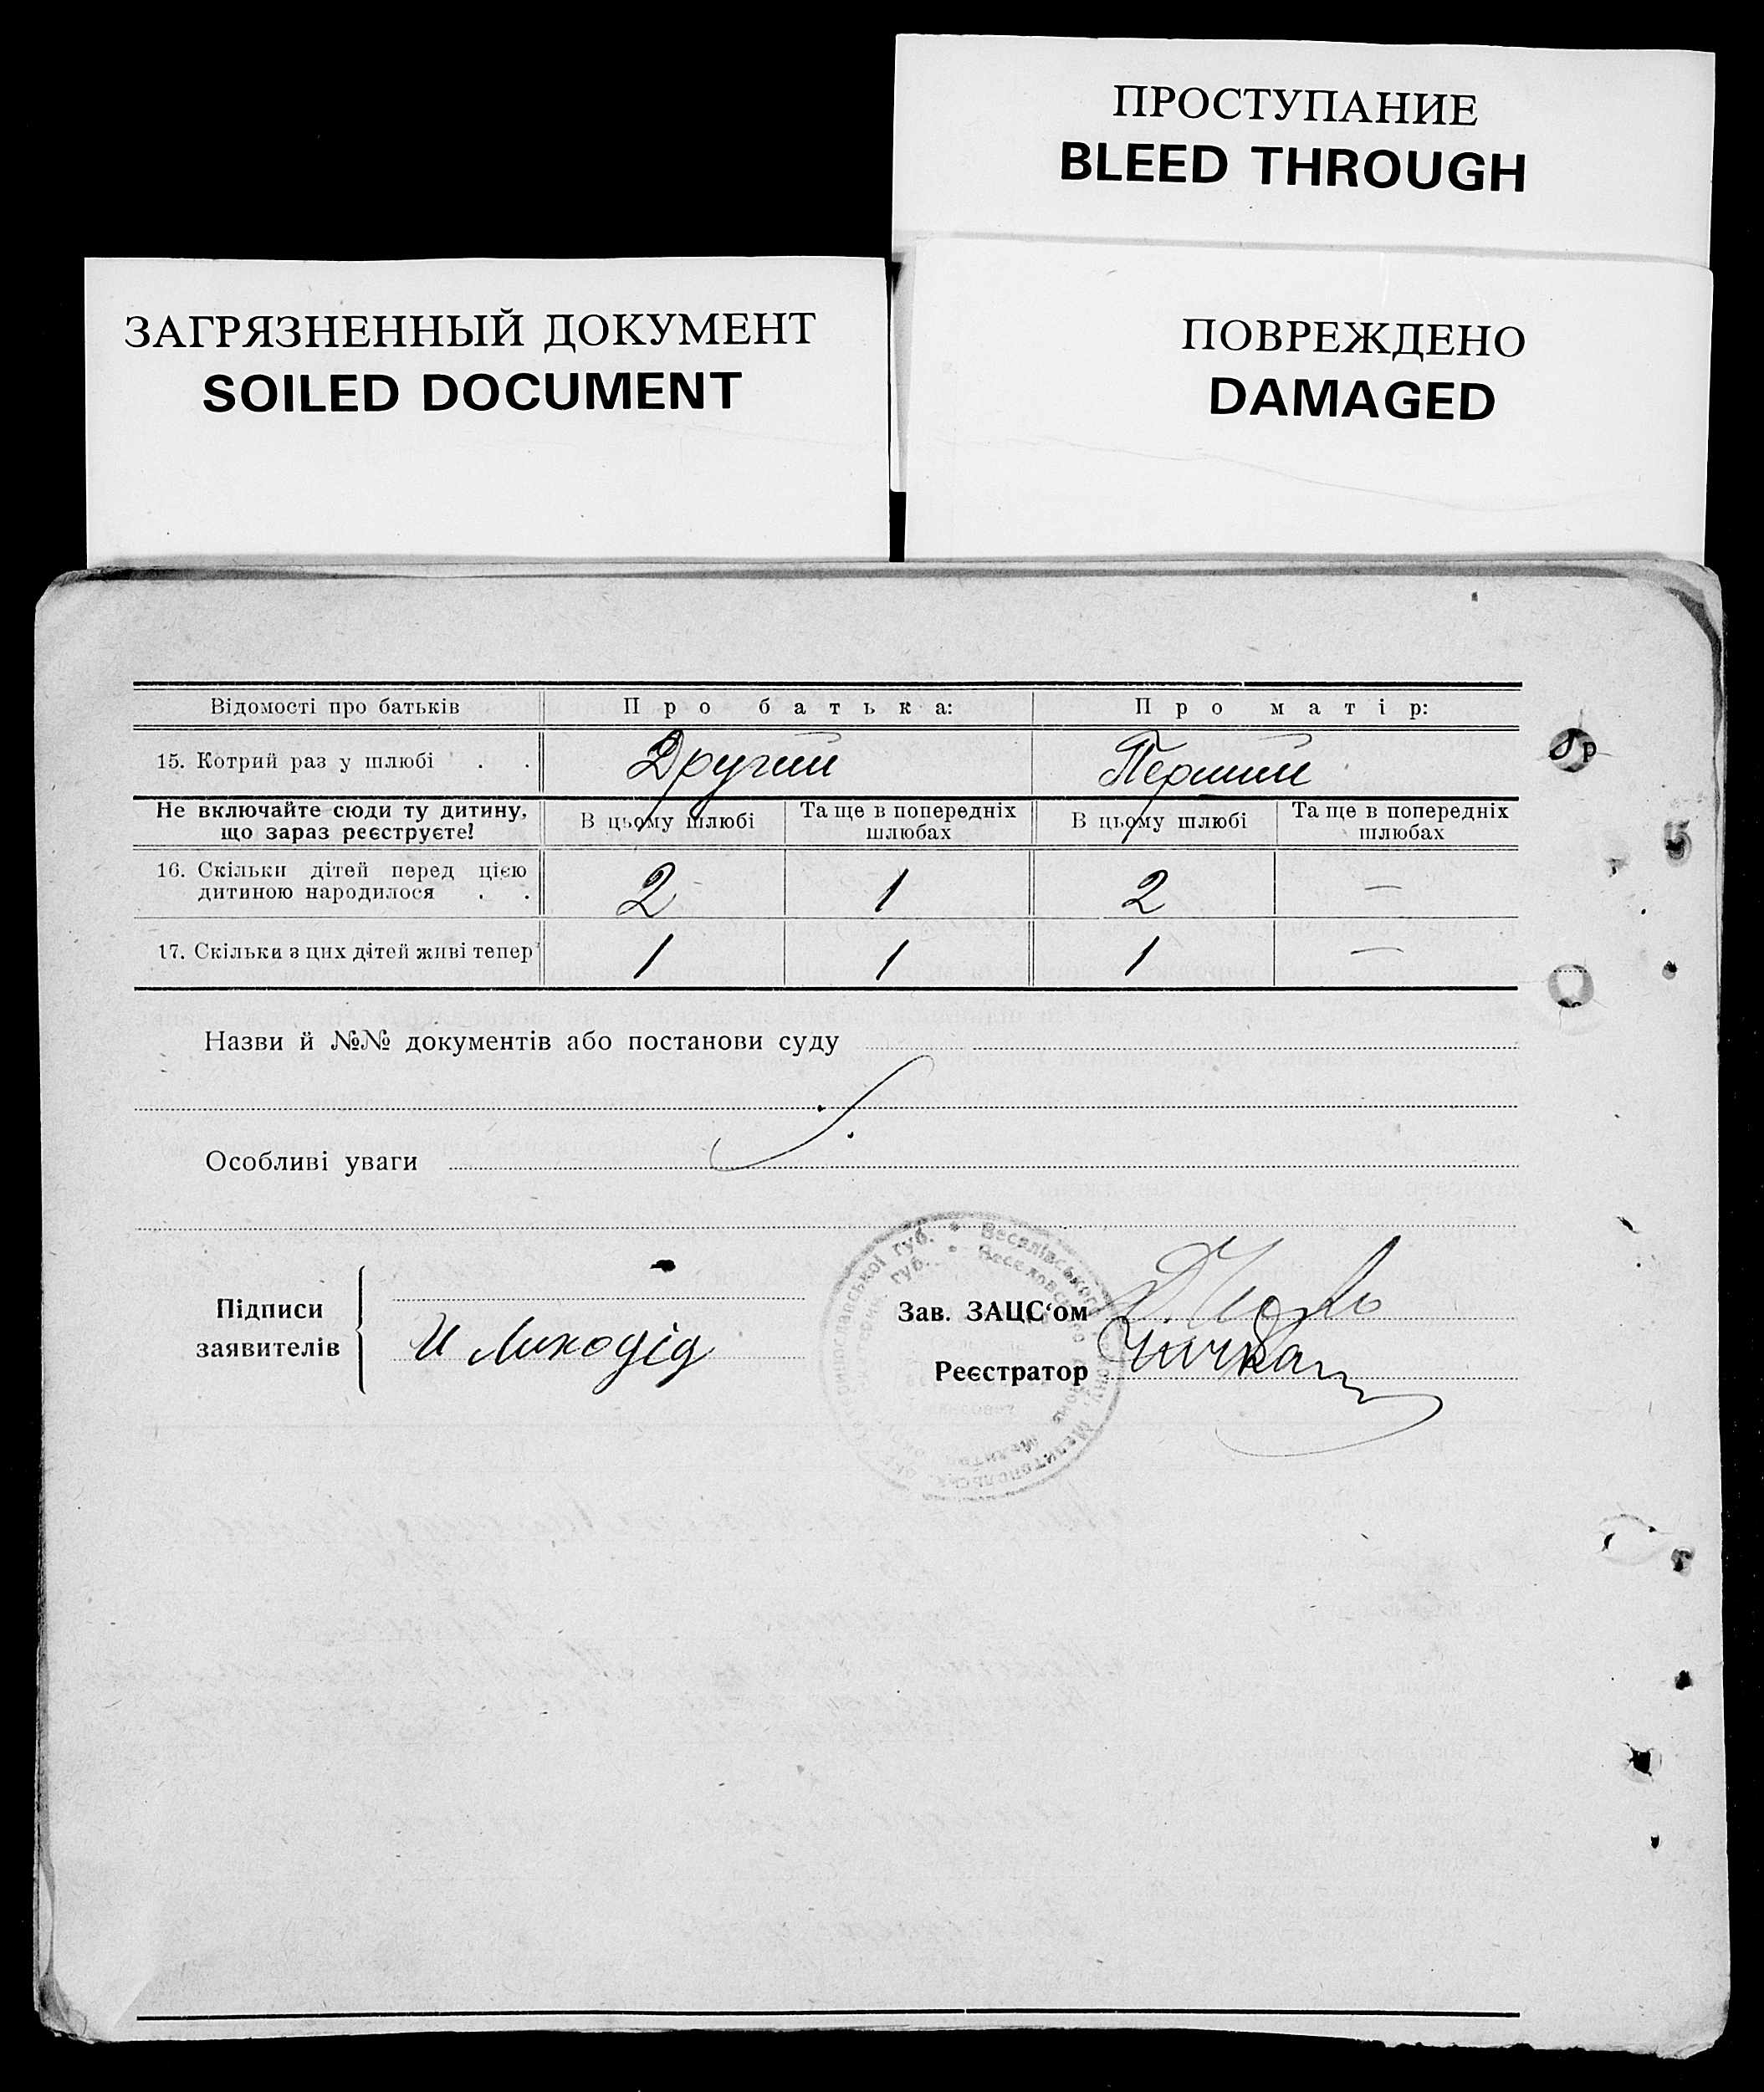 ПРОСТУПАНИЕ
BLEED THROUGH
ЗАГРЯЗНЕННЫЙ ДОКУМЕНТ
SOILED DOCUMENT
ПОВРЕЖДЕНО
DAMAGED
Відомості про батьків Про батька: Про матір:
15. Котрий раз у шлюбі . . Другий Перший
Не включайте сюди ту дитину, що зараз реєструєте! В цьому шлюбі Та ще в попередніх шлюбах В цьому шлюбі Та ще в попередніх шлюбах
16. Скільки дітей перед цією дитиною народилося . . 2 1 2 —
17. Скільки з цих дітей живі тепер 1 1 1 —
Назви й №№ документів або постанови суду
Особливі уваги
Підписи заявителів
И Лиходід
Зав. ЗАЦС‘ом
Реєстратор